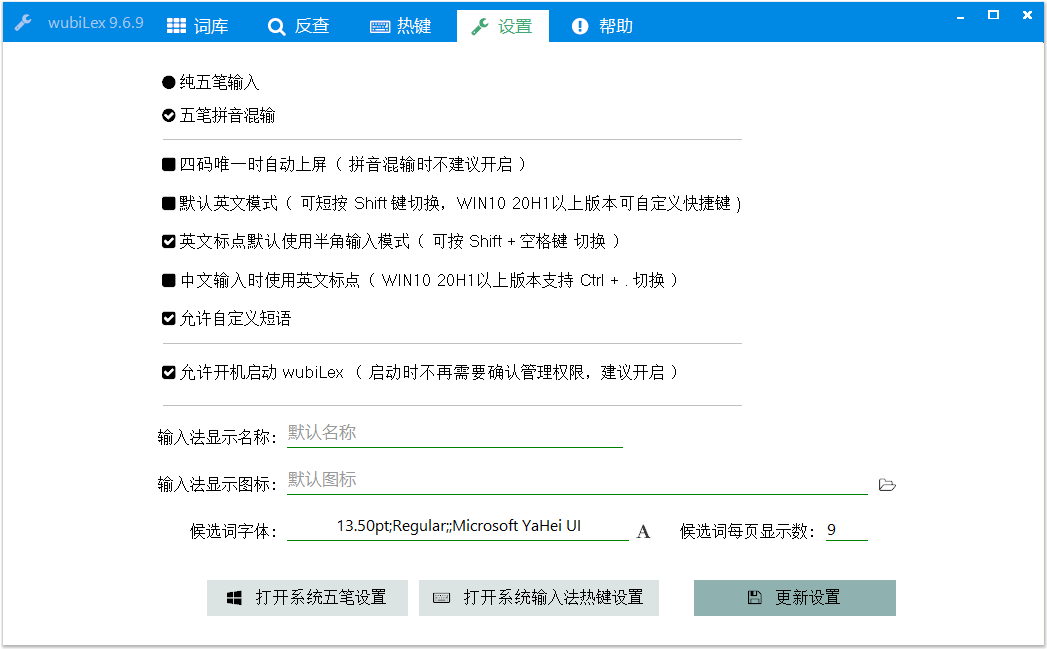 wubiLex 9.6.9 词库 反查 热键 设置 帮助
纯五笔输入
五笔拼音混输
四码唯一时自动上屏（ 拼音混输时不建议开启 ）
默认英文模式（ 可短按 Shift 键切换，WIN10 20H1以上版本可自定义快捷键 )
英文标点默认使用半角输入模式（ 可按 Shift + 空格键 切换 ）
中文输入时使用英文标点（ WIN10 20H1以上版本支持 Ctrl + . 切换 ）
允许自定义短语
允许开机启动 wubiLex （ 启动时不再需要确认管理权限，建议开启 ）
输入法显示名称： 默认名称
输入法显示图标： 默认图标
候选词字体： 13.50pt;Regular;;Microsoft YaHei UI A 候选词每页显示数： 9
打开系统五笔设置 打开系统输入法热键设置 更新设置